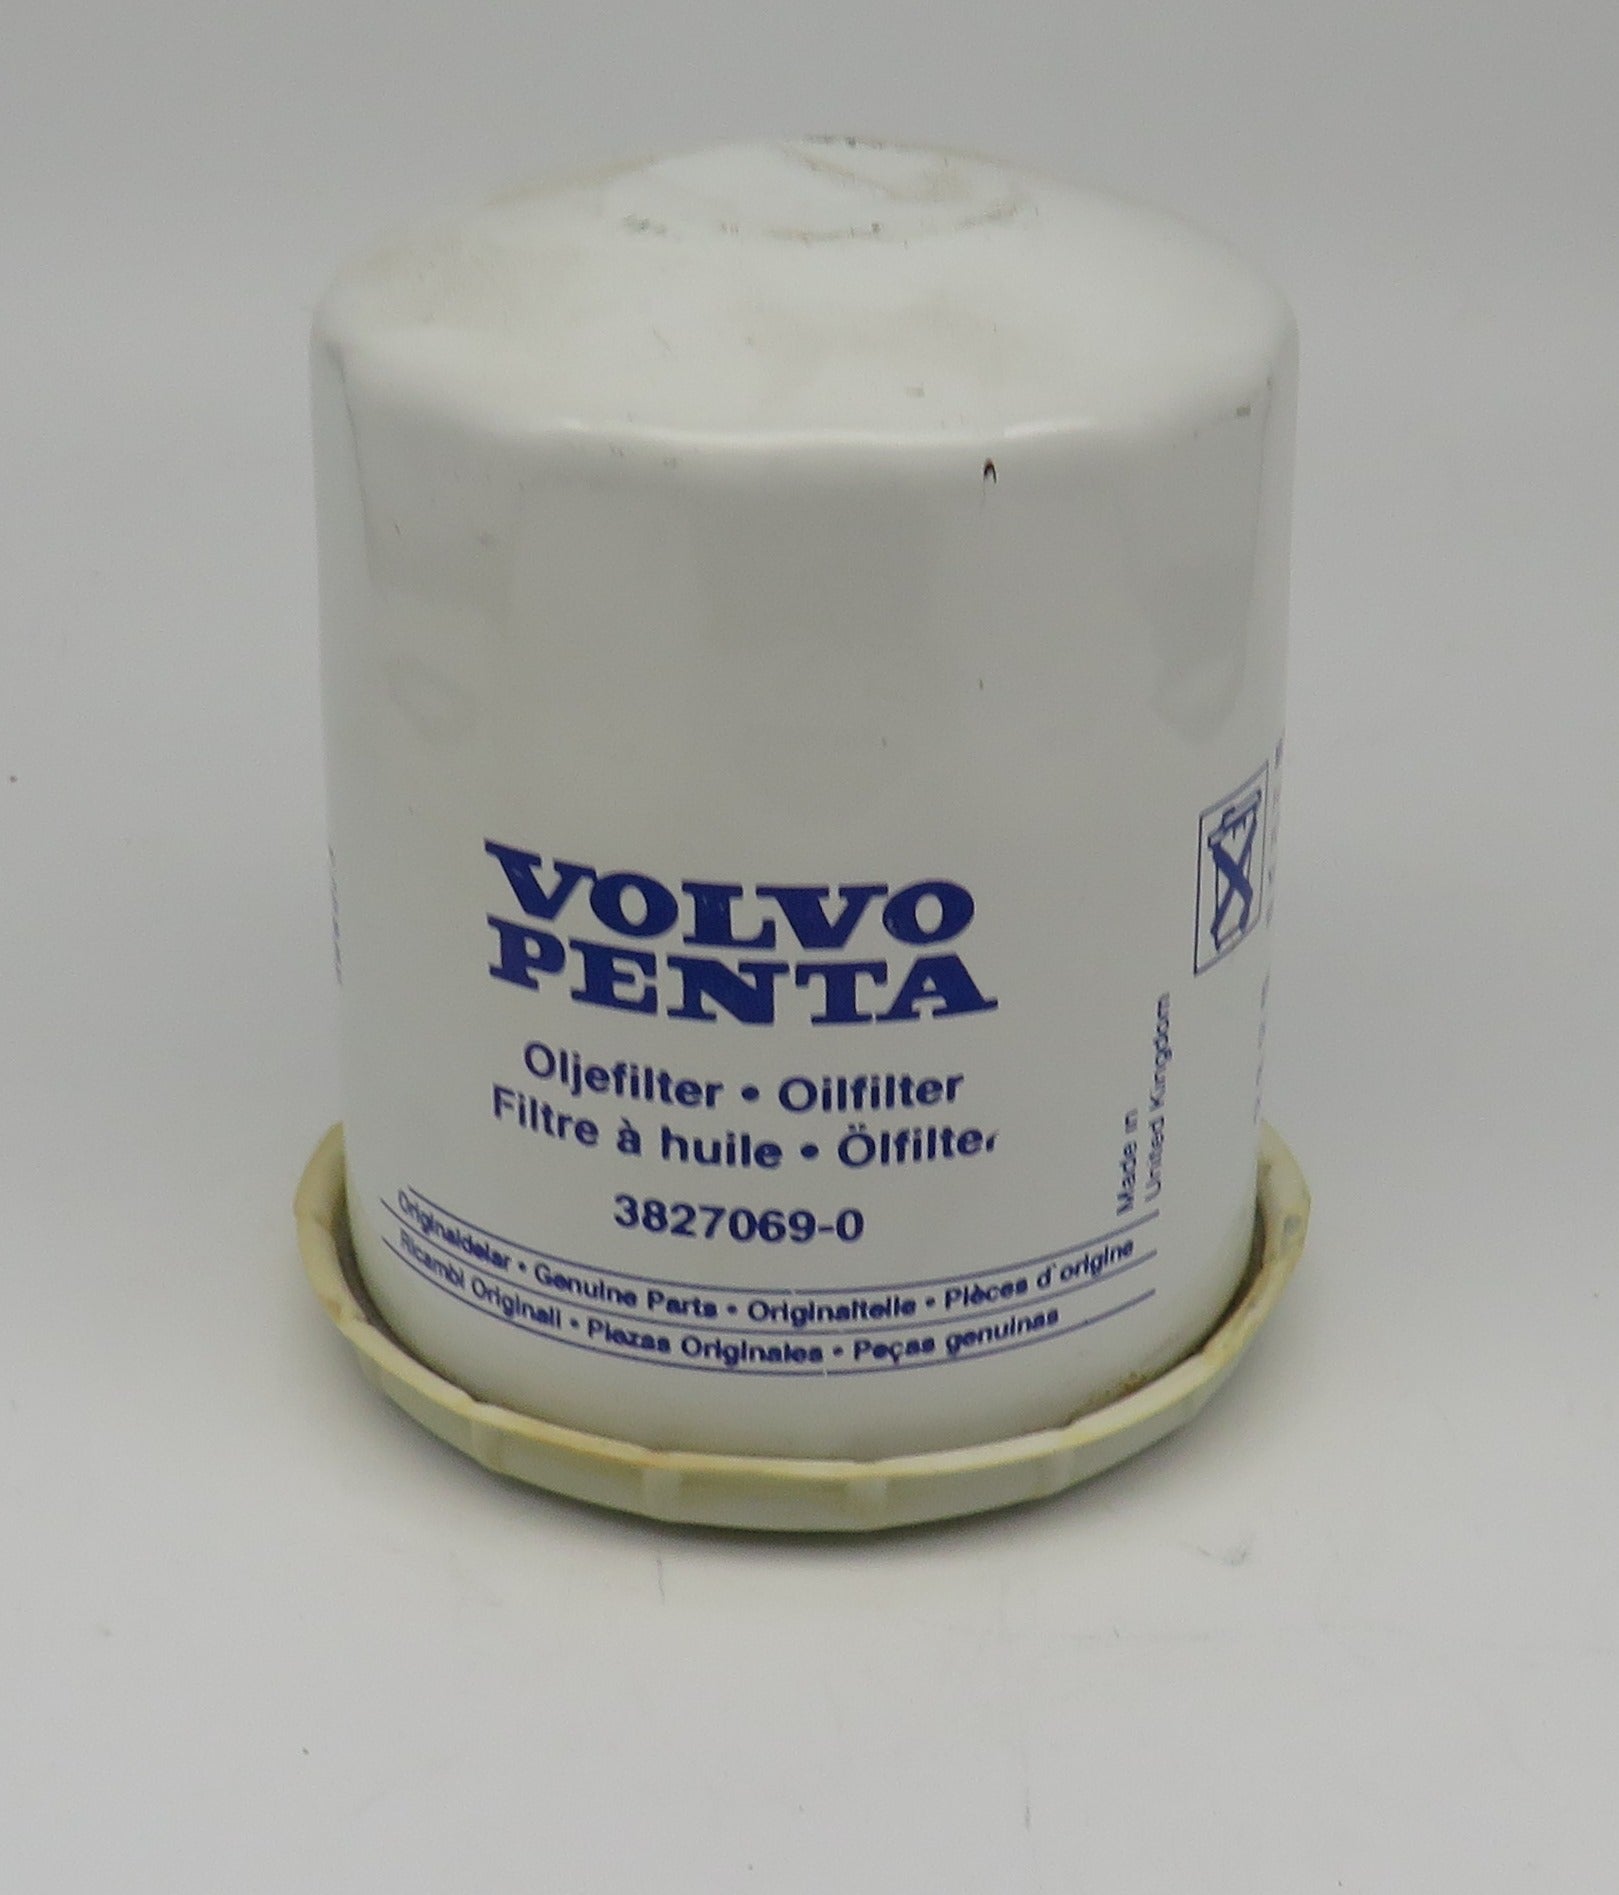 VOLVO
PENTA
Oljefilter • Oilfilter
Filtre à huile • Ölfilter
3827069-0
Originaldelar • Genuine Parts • Originalteile • Pièces d'origine
Ricambi Originali • Piezas Originales • Peças genuinas
Made in
United Kingdom